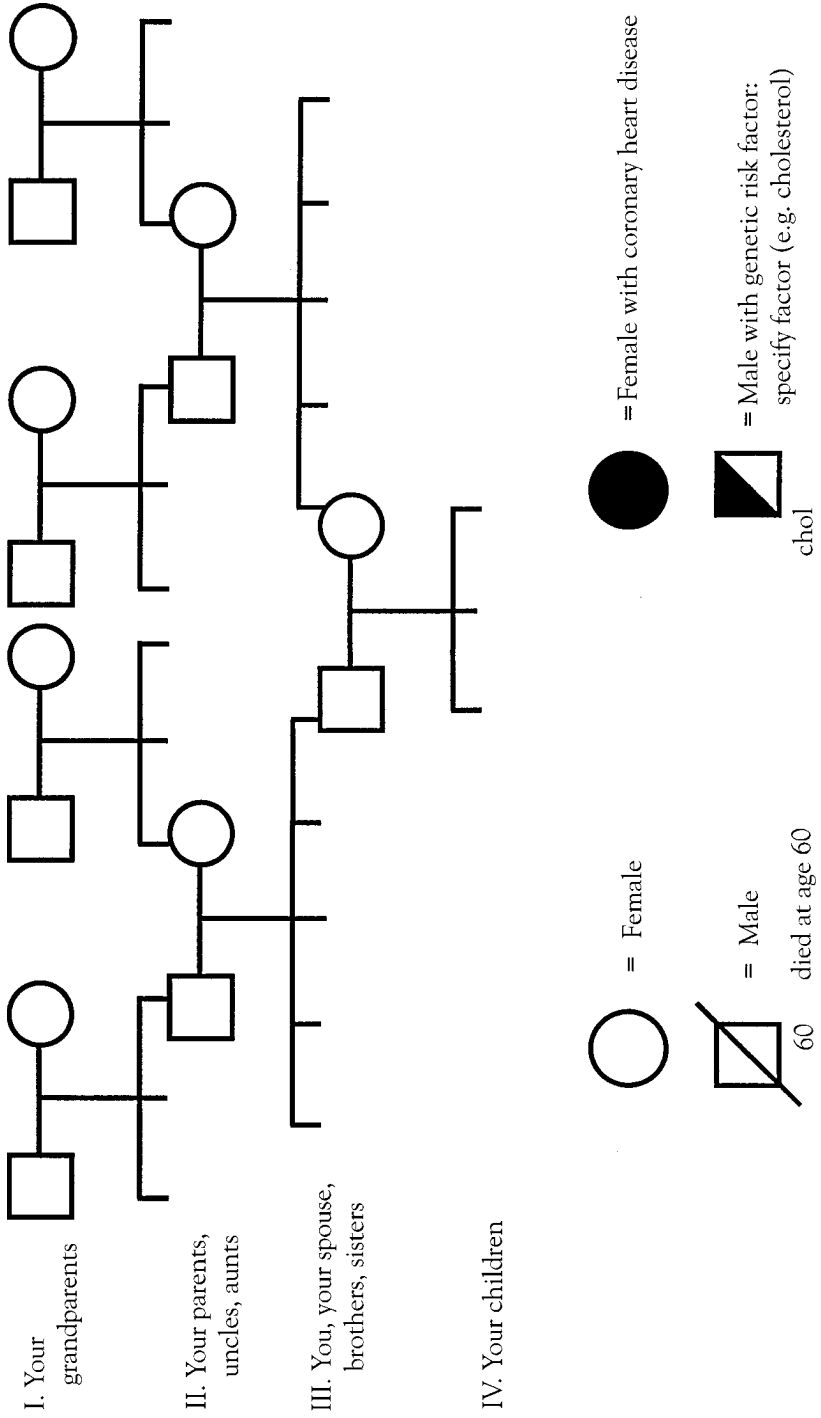 I. Your
grandparents
II. Your parents,
uncles, aunts
III. You, your spouse,
brothers, sisters
IV. Your children
= Female
= Female with coronary heart disease
= Male
60 died at age 60
= Male with genetic risk factor:
specify factor (e.g. cholesterol)
chol